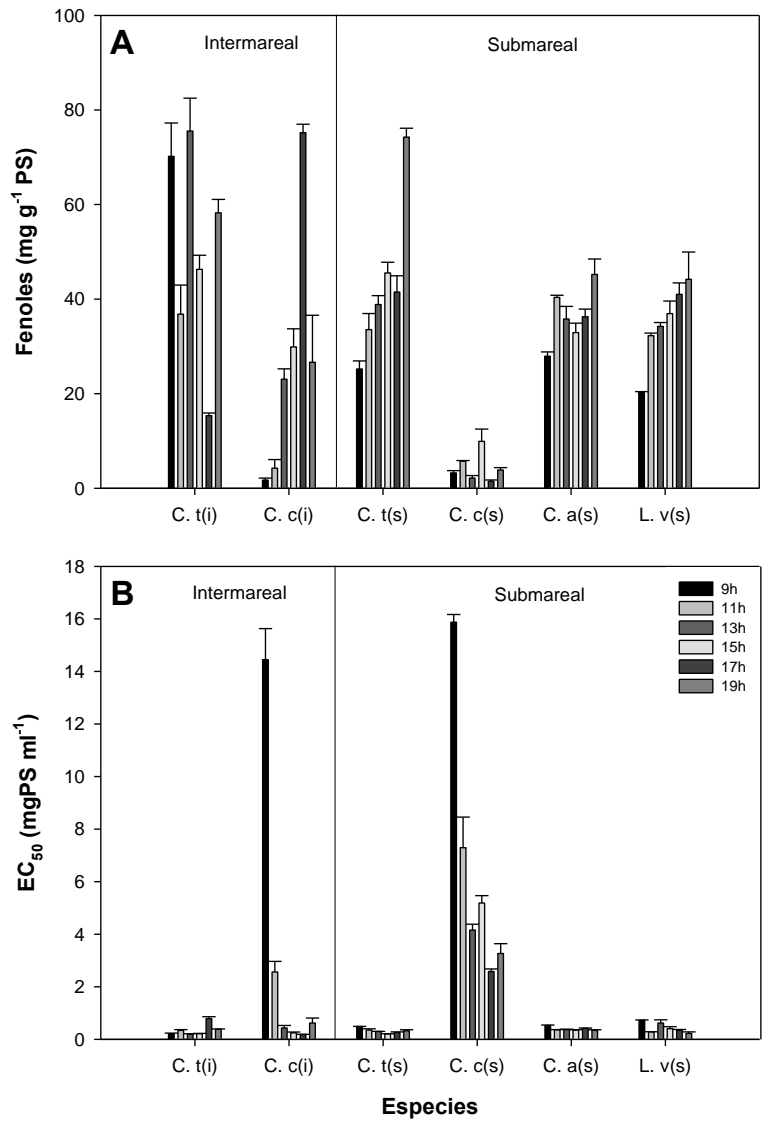 A
Intermareal
Submareal
Fenoles (mg g⁻¹ PS)
100
80
60
40
20
0
C. t(i) C. c(i) C. t(s) C. c(s) C. a(s) L. v(s)
B
Intermareal
Submareal
9h
11h
13h
15h
17h
19h
EC₅₀ (mgPS ml⁻¹)
18
16
14
12
10
8
6
4
2
0
C. t(i) C. c(i) C. t(s) C. c(s) C. a(s) L. v(s)
Especies